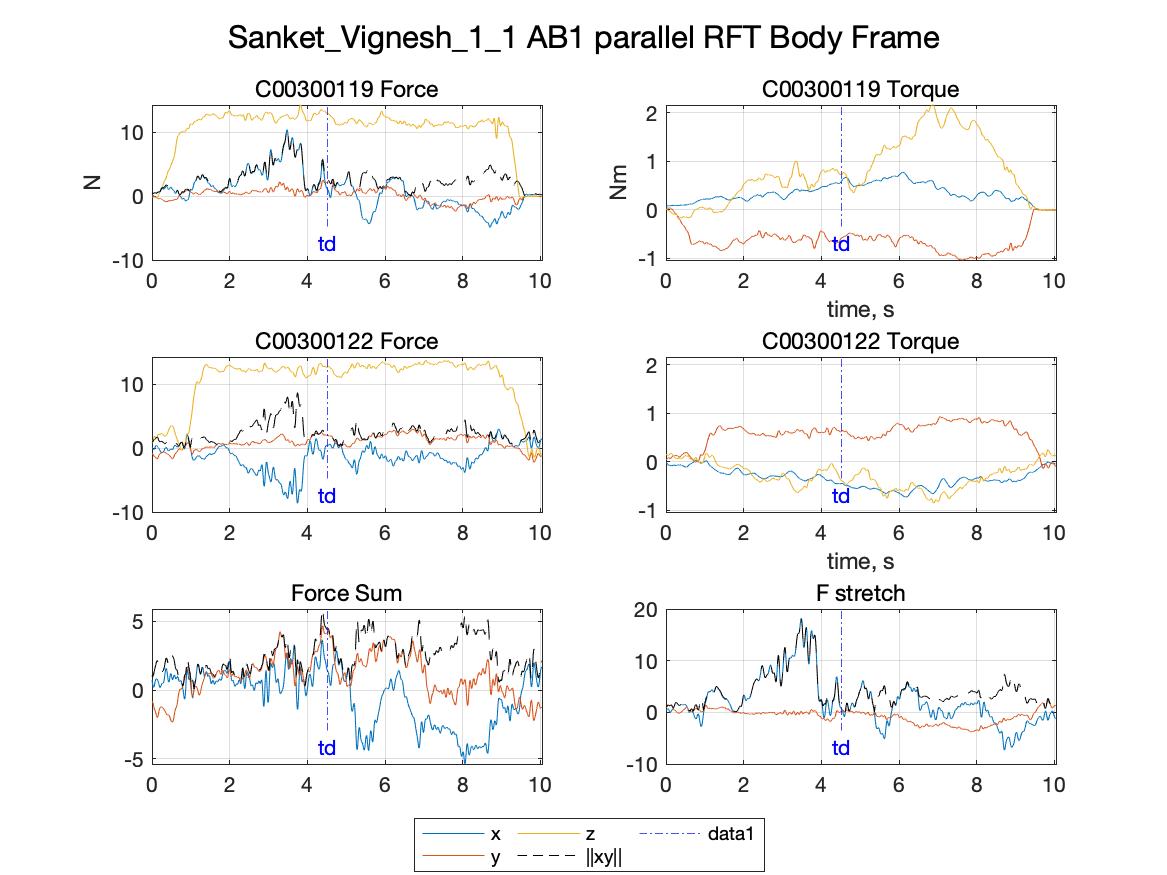 Sanket_Vignesh_1_1 AB1 parallel RFT Body Frame
C00300119 Force
N
10
0
-10
td
0 2 4 6 8 10
C00300119 Torque
Nm
2
1
0
-1
td
0 2 4 6 8 10
time, s
C00300122 Force
10
0
-10
td
0 2 4 6 8 10
C00300122 Torque
2
1
0
-1
td
0 2 4 6 8 10
time, s
Force Sum
5
0
-5
td
0 2 4 6 8 10
F stretch
20
10
0
-10
td
0 2 4 6 8 10
x z data1
y ||xy||